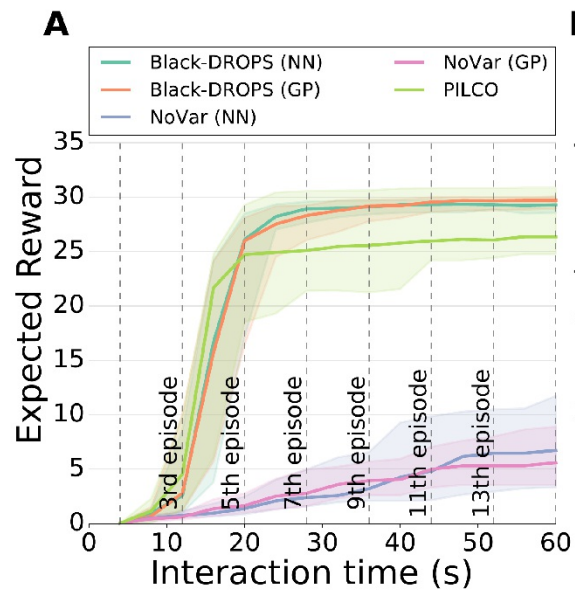 A
Black-DROPS (NN)
NoVar (GP)
Black-DROPS (GP)
PILCO
NoVar (NN)
Expected Reward
35
30
25
20
15
10
5
0
3rd episode
5th episode
7th episode
9th episode
11th episode
13th episode
0
10
20
30
40
50
60
Interaction time (s)